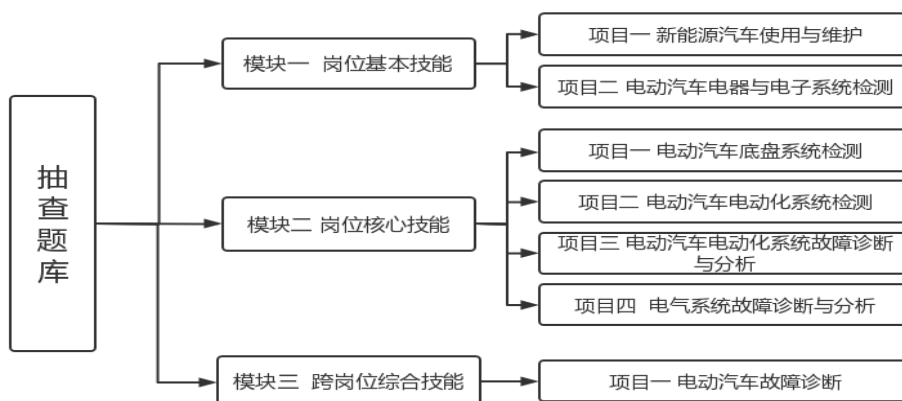 抽查题库
模块一 岗位基本技能
项目一 新能源汽车使用与维护
项目二 电动汽车电器与电子系统检测
模块二 岗位核心技能
项目一 电动汽车底盘系统检测
项目二 电动汽车电动化系统检测
项目三 电动汽车电动化系统故障诊断
与分析
项目四 电气系统故障诊断与分析
模块三 跨岗位综合技能
项目一 电动汽车故障诊断